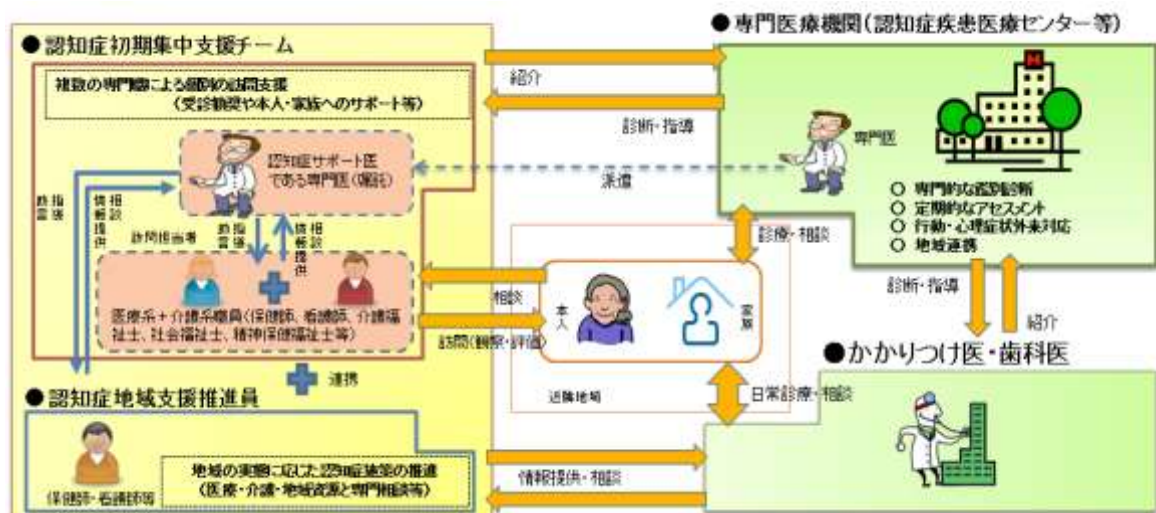 ●認知症初期集中支援チーム
複数の専門職による個別の訪問支援
(受診勧奨や本人・家族へのサポート等)
認知症サポート医
である専門医(嘱託)
指導
助言
相談
情報提供
訪問担当者
指導
助言
相談
情報提供
医療系+介護系職員(保健師、看護師、介護福
祉士、社会福祉士、精神保健福祉士等)
連携
●認知症地域支援推進員
保健師・看護師等
地域の実態に応じた認知症施策の推進
(医療・介護・地域資源と専門相談等)
紹介
診断・指導
派遣
相談
訪問(観察・評価)
本人
家族
近隣地域
診療・相談
日常診療・相談
情報提供・相談
●専門医療機関(認知症疾患医療センター等)
専門医
○ 専門的な鑑別診断
○ 定期的なアセスメント
○ 行動・心理症状外来対応
○ 地域連携
診断・指導
紹介
●かかりつけ医・歯科医